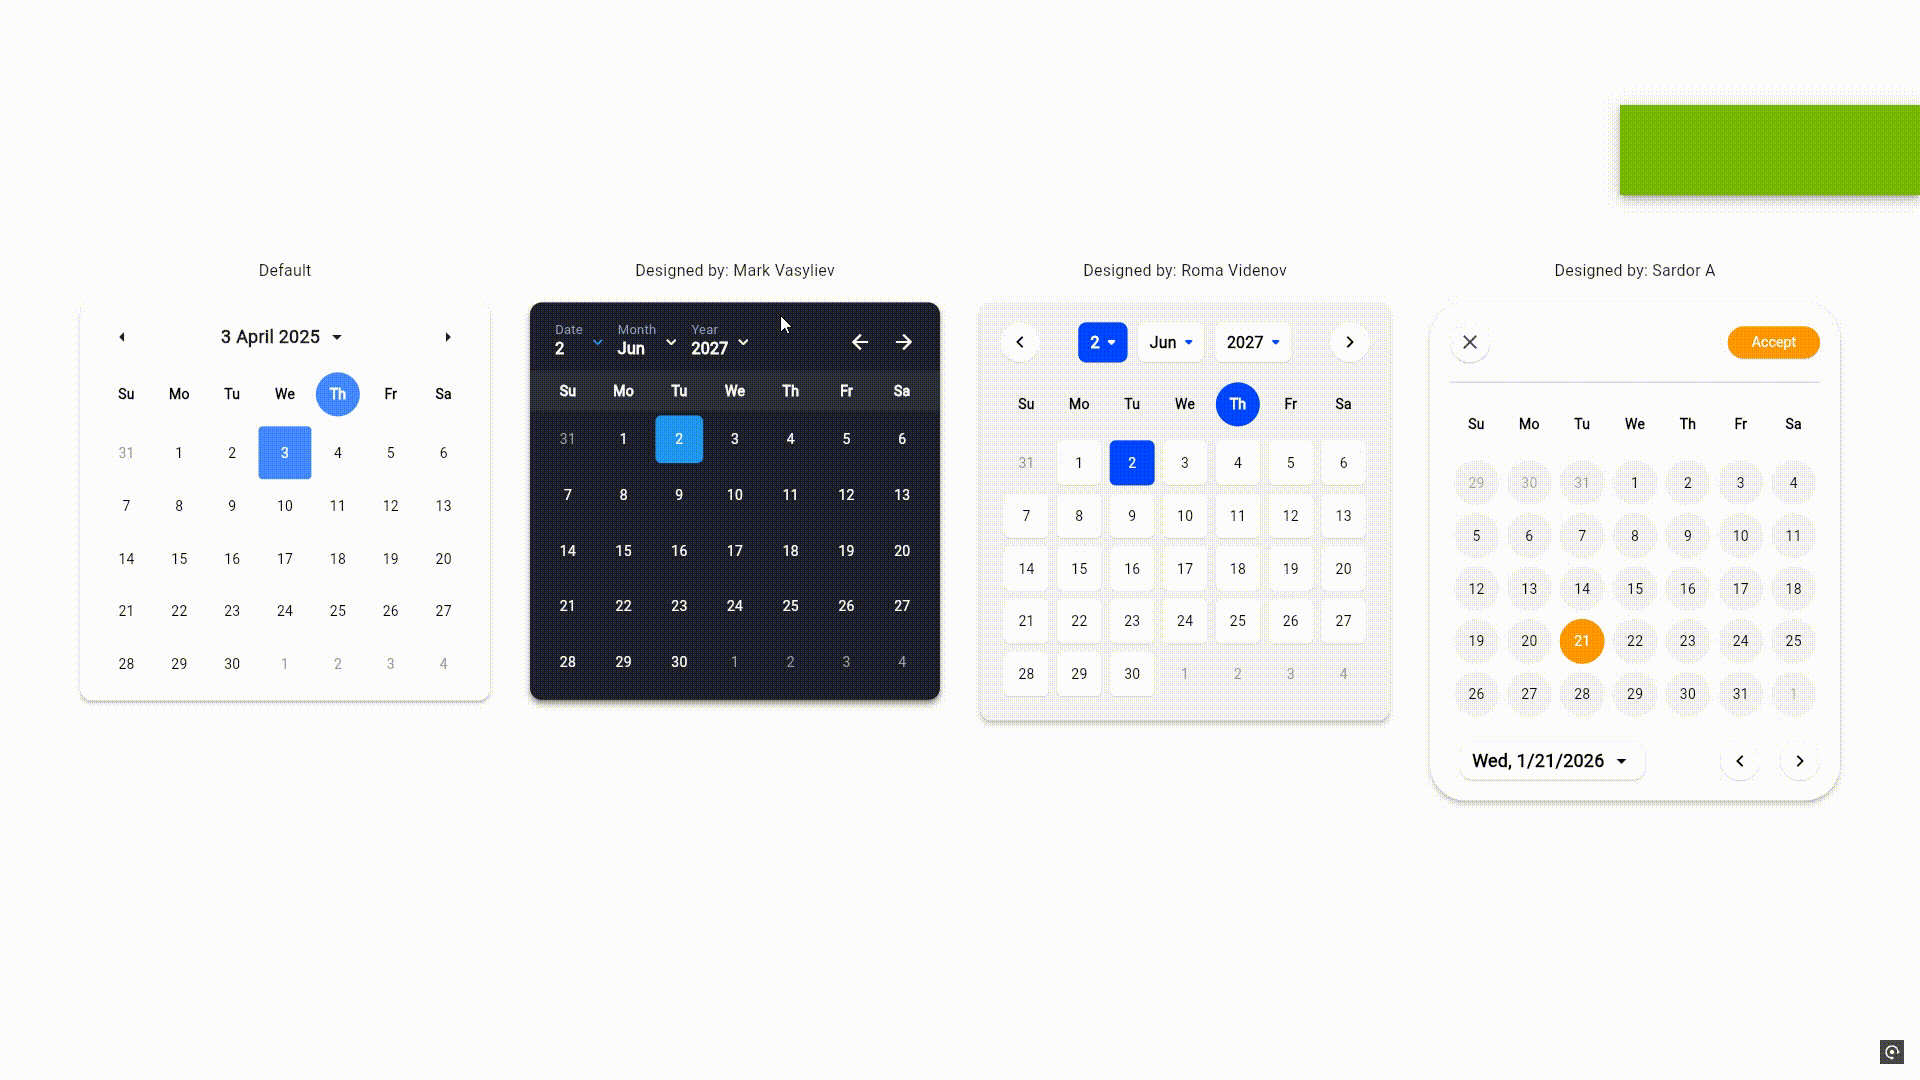 Default
3 April 2025
Su Mo Tu We Th Fr Sa
31 1 2 3 4 5 6
7 8 9 10 11 12 13
14 15 16 17 18 19 20
21 22 23 24 25 26 27
28 29 30 1 2 3 4
Designed by: Mark Vasyliev
Date Month Year
2 Jun 2027
Su Mo Tu We Th Fr Sa
31 1 2 3 4 5 6
7 8 9 10 11 12 13
14 15 16 17 18 19 20
21 22 23 24 25 26 27
28 29 30 1 2 3 4
Designed by: Roma Videnov
2 Jun 2027
Su Mo Tu We Th Fr Sa
31 1 2 3 4 5 6
7 8 9 10 11 12 13
14 15 16 17 18 19 20
21 22 23 24 25 26 27
28 29 30 1 2 3 4
Designed by: Sardor A
Accept
Su Mo Tu We Th Fr Sa
29 30 31 1 2 3 4
5 6 7 8 9 10 11
12 13 14 15 16 17 18
19 20 21 22 23 24 25
26 27 28 29 30 31 1
Wed, 1/21/2026